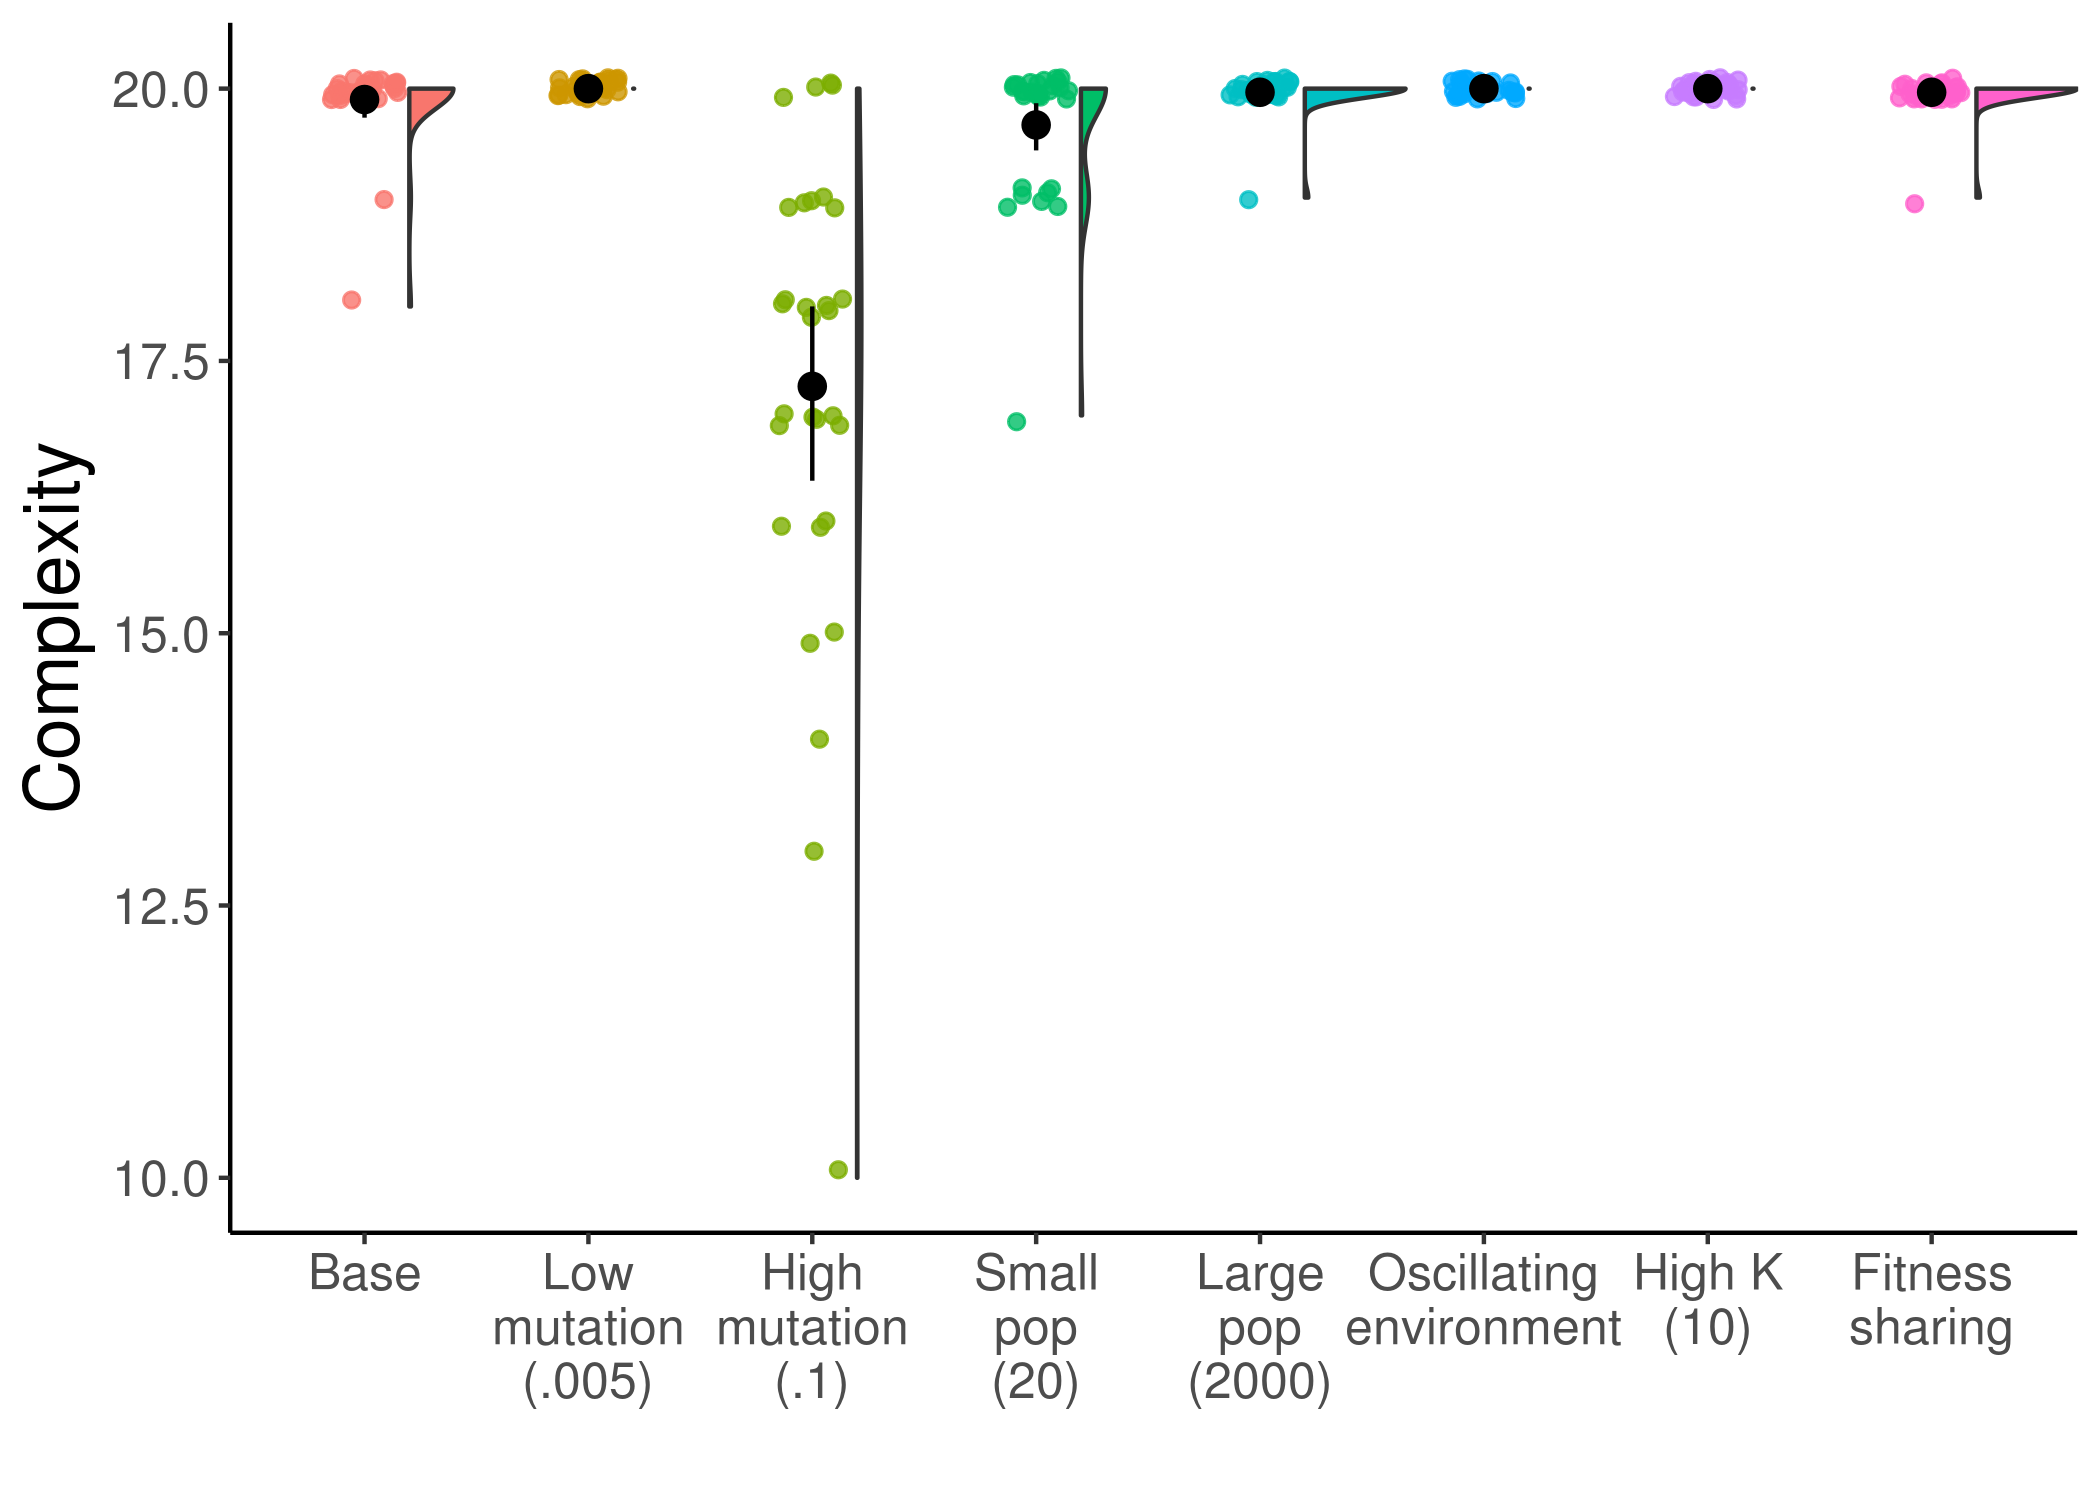 Complexity
20.0
17.5
15.0
12.5
10.0
Base
Low
mutation
(.005)
High
mutation
(.1)
Small
pop
(20)
Large
pop
(2000)
Oscillating
environment
High K
(10)
Fitness
sharing